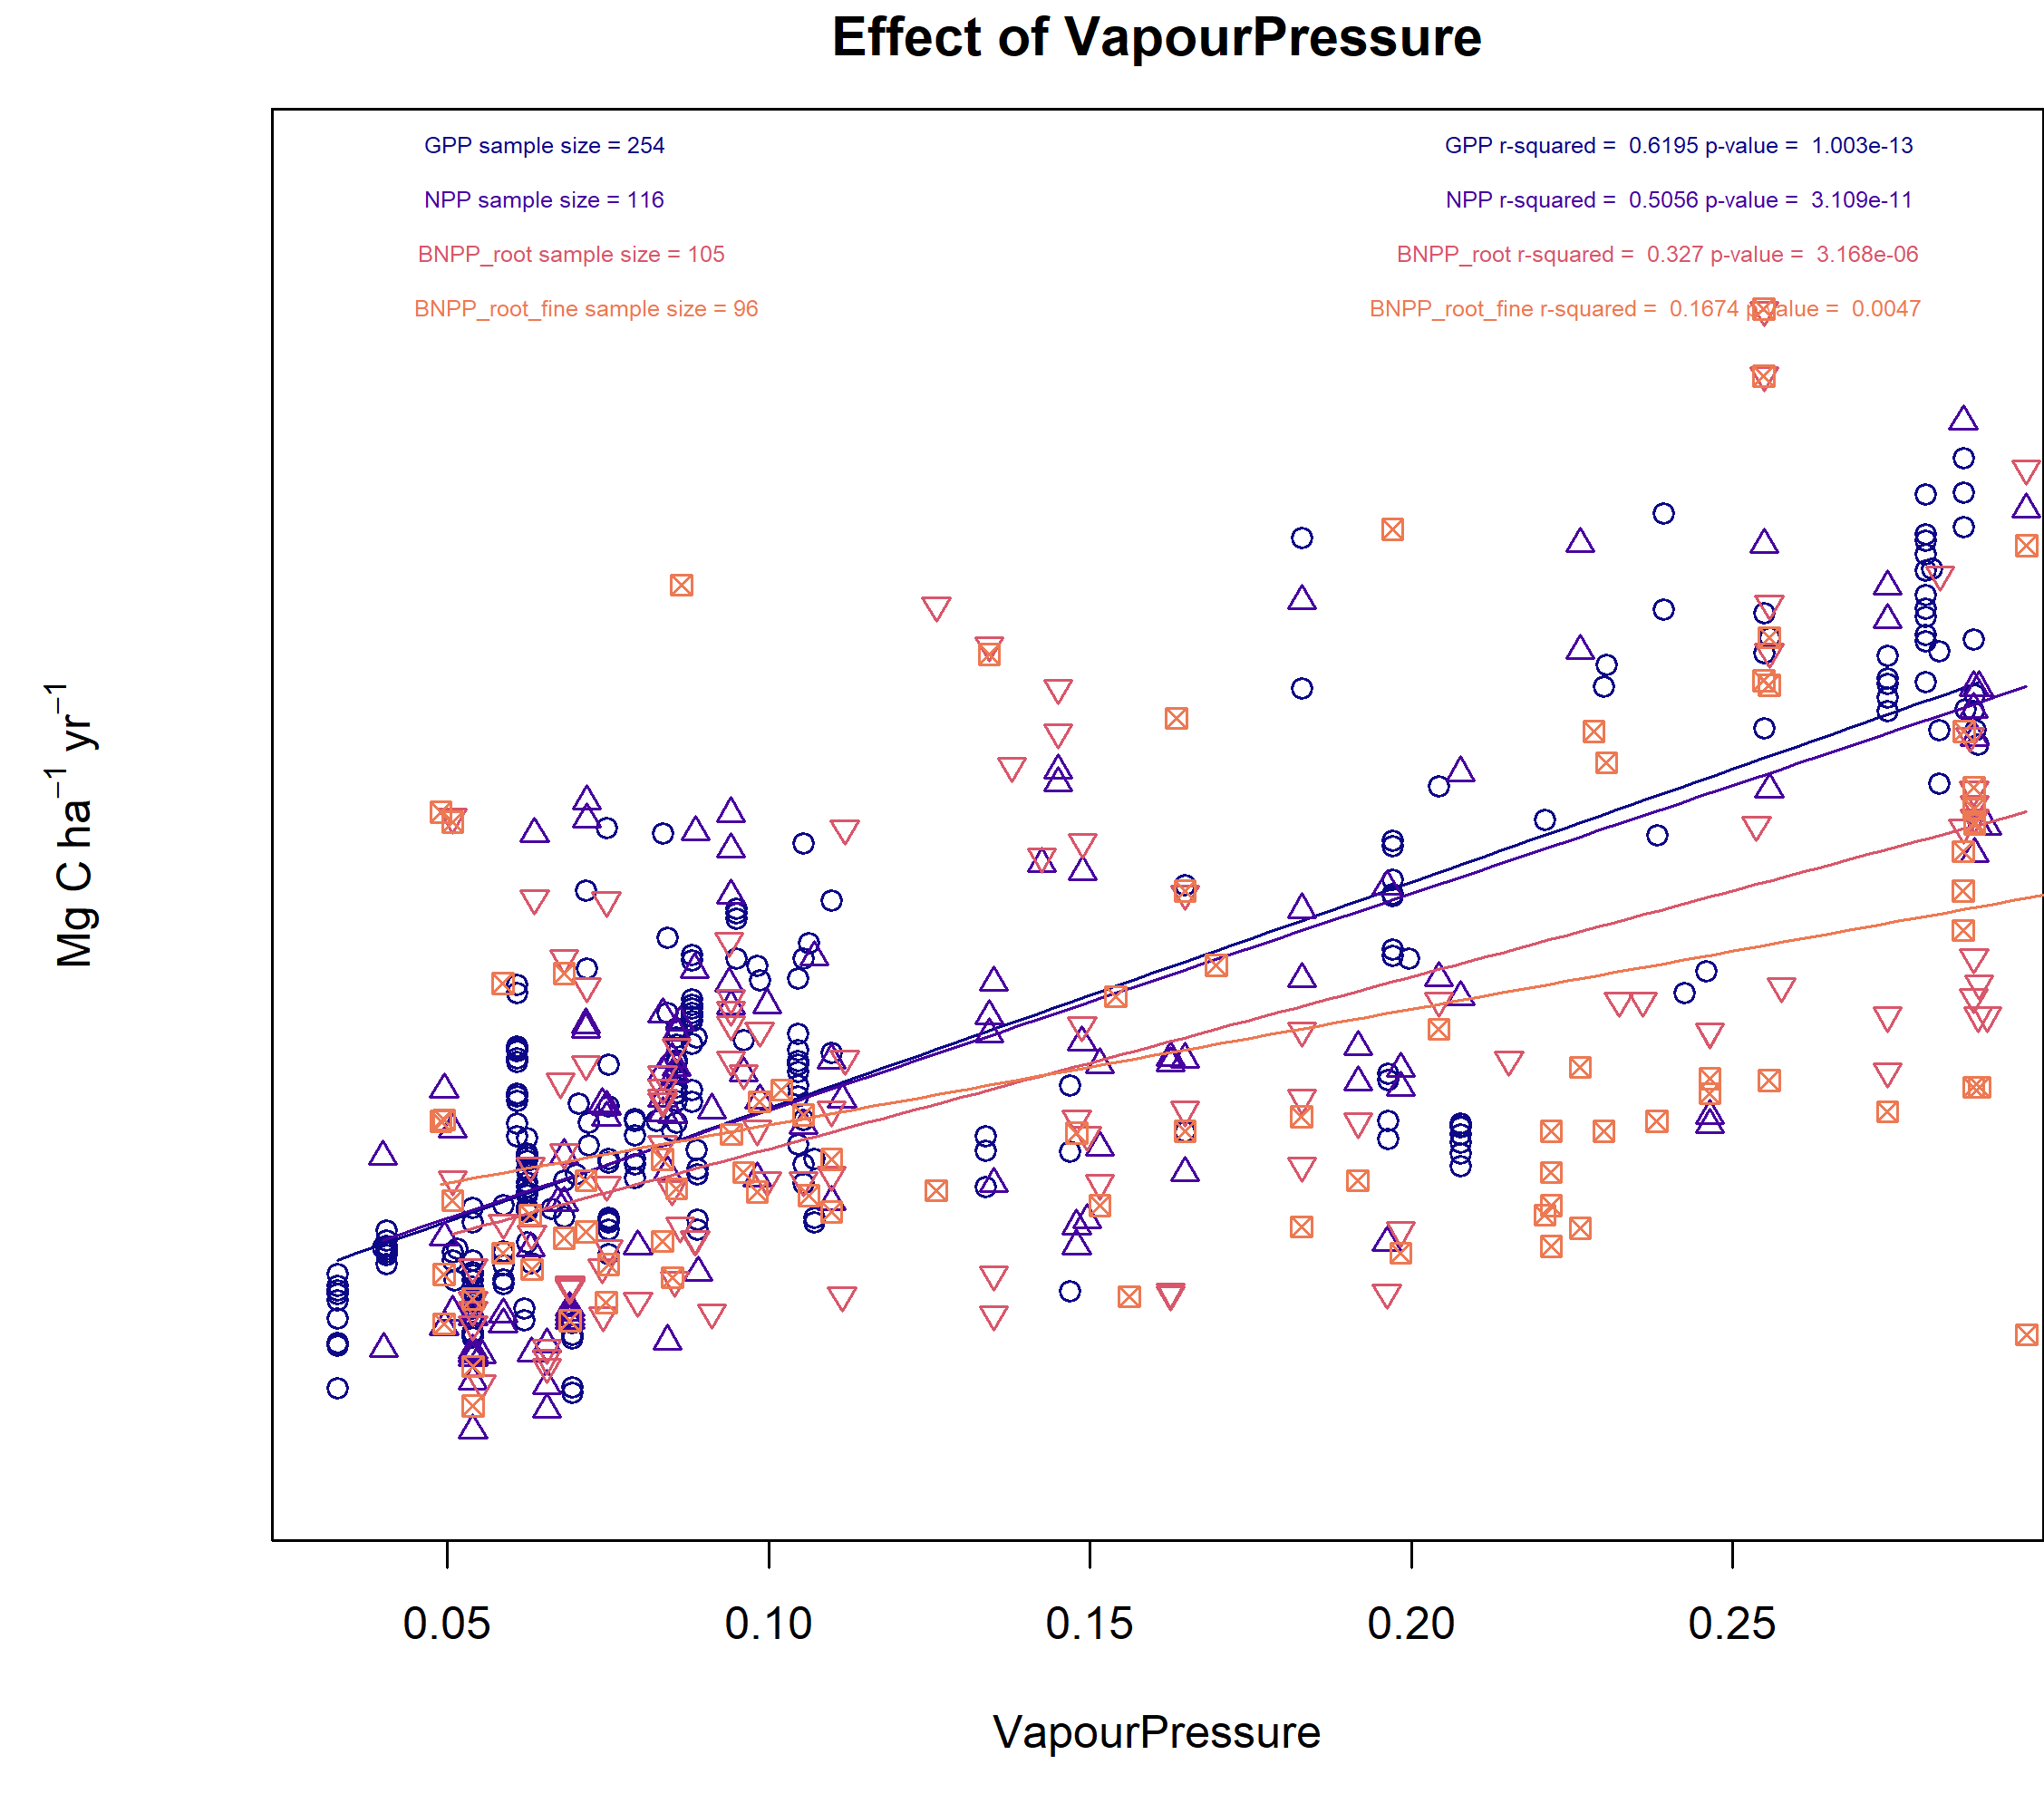 Effect of VapourPressure
GPP sample size = 254
GPP r-squared = 0.6195 p-value = 1.003e-13
NPP sample size = 116
NPP r-squared = 0.5056 p-value = 3.109e-11
BNPP_root sample size = 105
BNPP_root r-squared = 0.327 p-value = 3.168e-06
BNPP_root_fine sample size = 96
BNPP_root_fine r-squared = 0.1674 p-value = 0.0047
Mg C ha⁻¹ yr⁻¹
0.05 0.10 0.15 0.20 0.25
VapourPressure